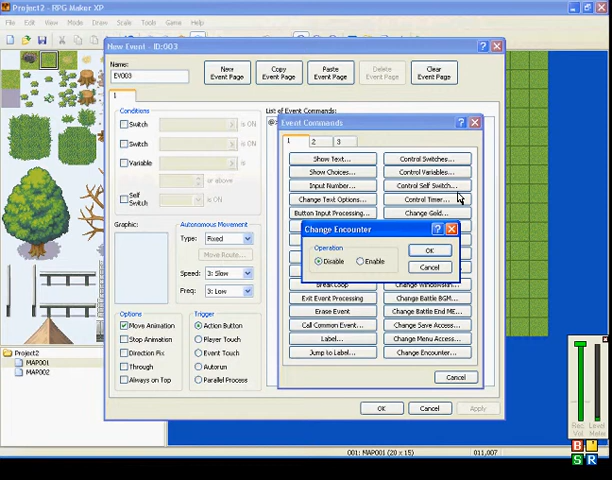 Project2 - RPG Maker XP
File Edit View Tools Game Help
New Event - ID:003
Name:
EV003
New Event Page
Copy Event Page
Paste Event Page
Delete Event Page
Clear Event Page
1
Conditions
Switch is ON
Switch is ON
Variable is
or above
Self Switch
Graphic:
Autonomous Movement
Type: Fixed
Move Route...
Speed: 3: Slow
Freq: 3: Low
Options
Move Animation
Stop Animation
Direction Fix
Through
Always on Top
Trigger
Action Button
Player Touch
Event Touch
Autorun
Parallel Process
List of Event Commands:
Event Commands
1 2 3
Show Text...
Show Choices...
Input Number...
Change Text Options...
Button Input Processing...
Break Loop
Exit Event Processing
Erase Event
Call Common Event...
Label...
Jump to Label...
Control Switches...
Control Variables...
Control Self Switch...
Control Timer...
Change Gold...
Change Windowskin...
Change Battle BGM...
Change Battle End ME...
Change Save Access...
Change Menu Access...
Change Encounter...
Cancel
Change Encounter
Operation
Disable Enable
OK
Cancel
OK Cancel Apply
Project2
MAP001
MAP002
001: MAP001 (20 x 15)
011,007
Rec Vol
Level Meter
B
S R